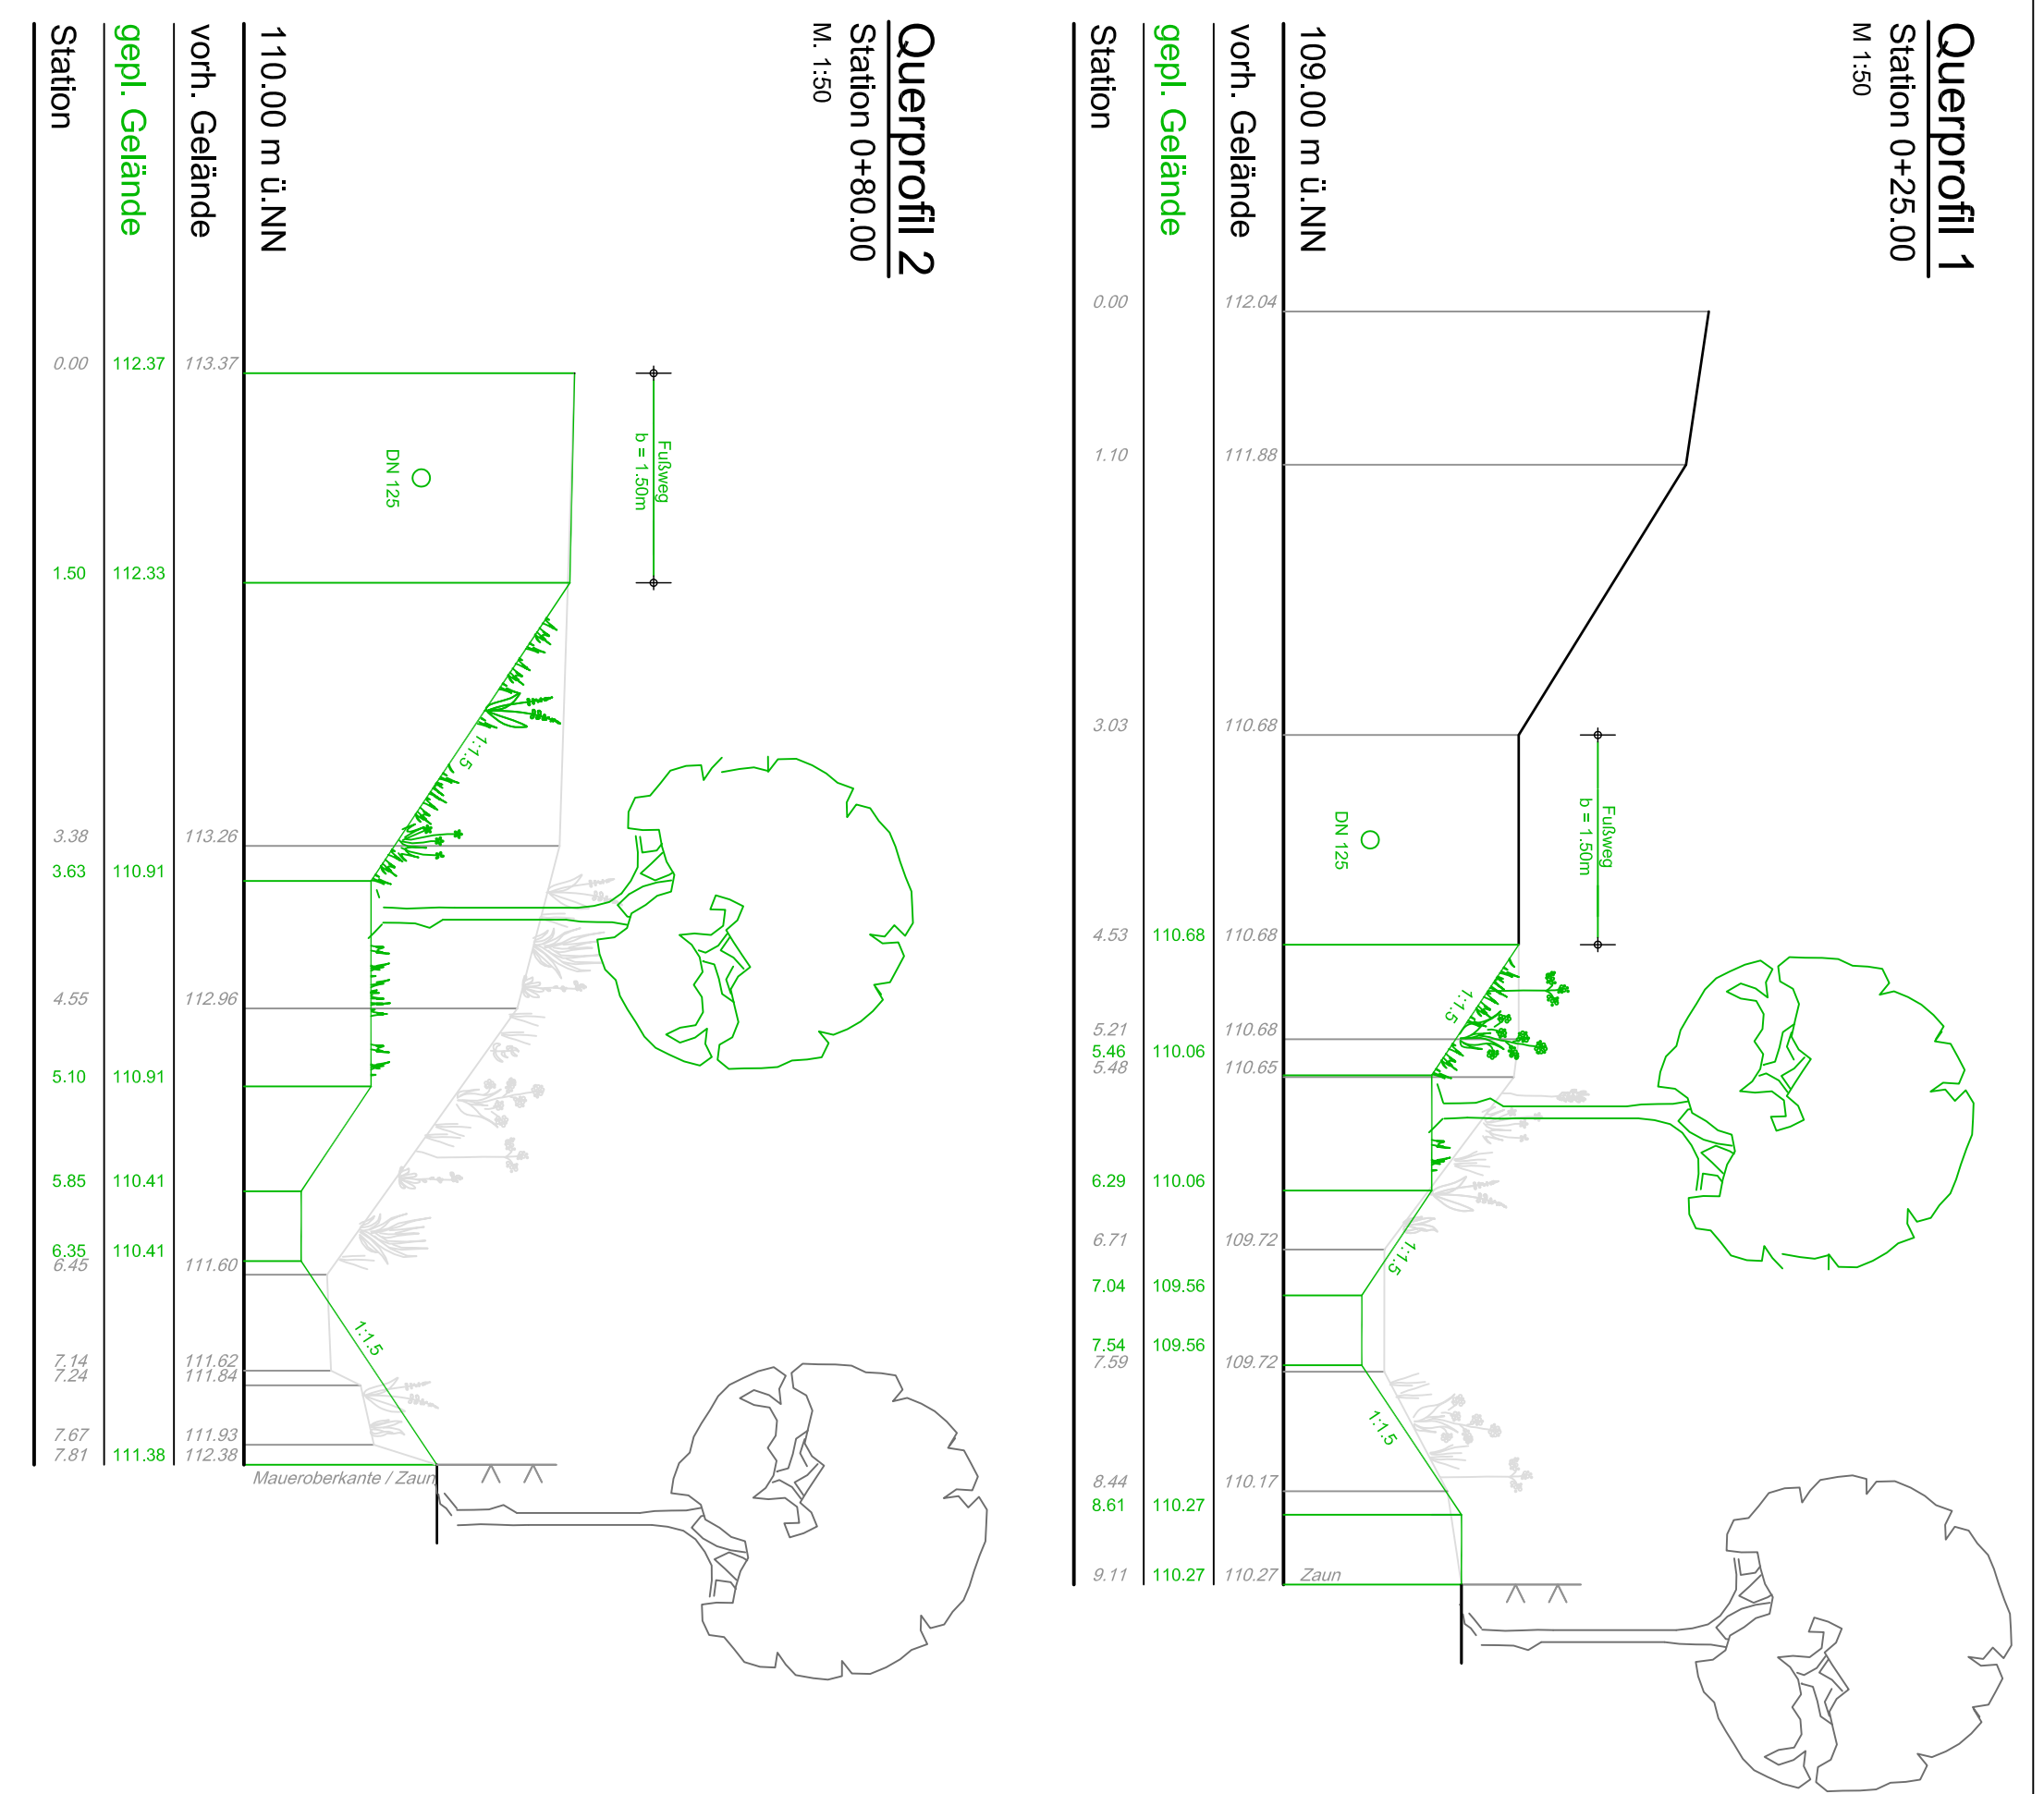 Querprofil 1
Station 0+25.00
M 1:50
Fußweg
b = 1.50m
DN 125
1:1.5
1:1.5
1:1.5
Zaun
109.00 m ü.NN
vorh. Gelände
112.04
111.88
110.68
110.68
110.68
110.65
109.72
109.72
110.17
110.27
gepl. Gelände
110.68
110.06
110.06
109.56
109.56
110.27
110.27
Station
0.00
1.10
3.03
4.53
5.21
5.46
5.48
6.29
6.71
7.04
7.54
7.59
8.44
8.61
9.11
Querprofil 2
Station 0+80.00
M. 1:50
Fußweg
b = 1.50m
DN 125
1:1.5
1:1.5
Maueroberkante / Zaun
110.00 m ü.NN
vorh. Gelände
113.37
113.26
112.96
111.60
111.62
111.84
111.93
112.38
gepl. Gelände
112.37
112.33
110.91
110.91
110.41
110.41
111.38
Station
0.00
1.50
3.38
3.63
4.55
5.10
5.85
6.35
6.45
7.14
7.24
7.67
7.81